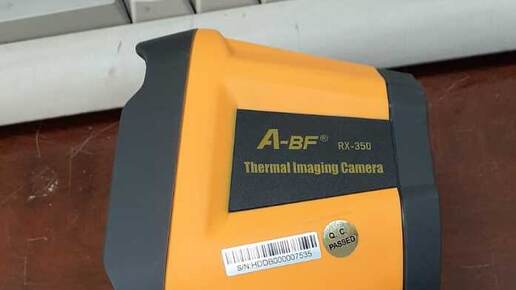 A-BF® RX-350
Thermal Imaging Camera
Q.C
PASSED
S/N:HDDB000007535